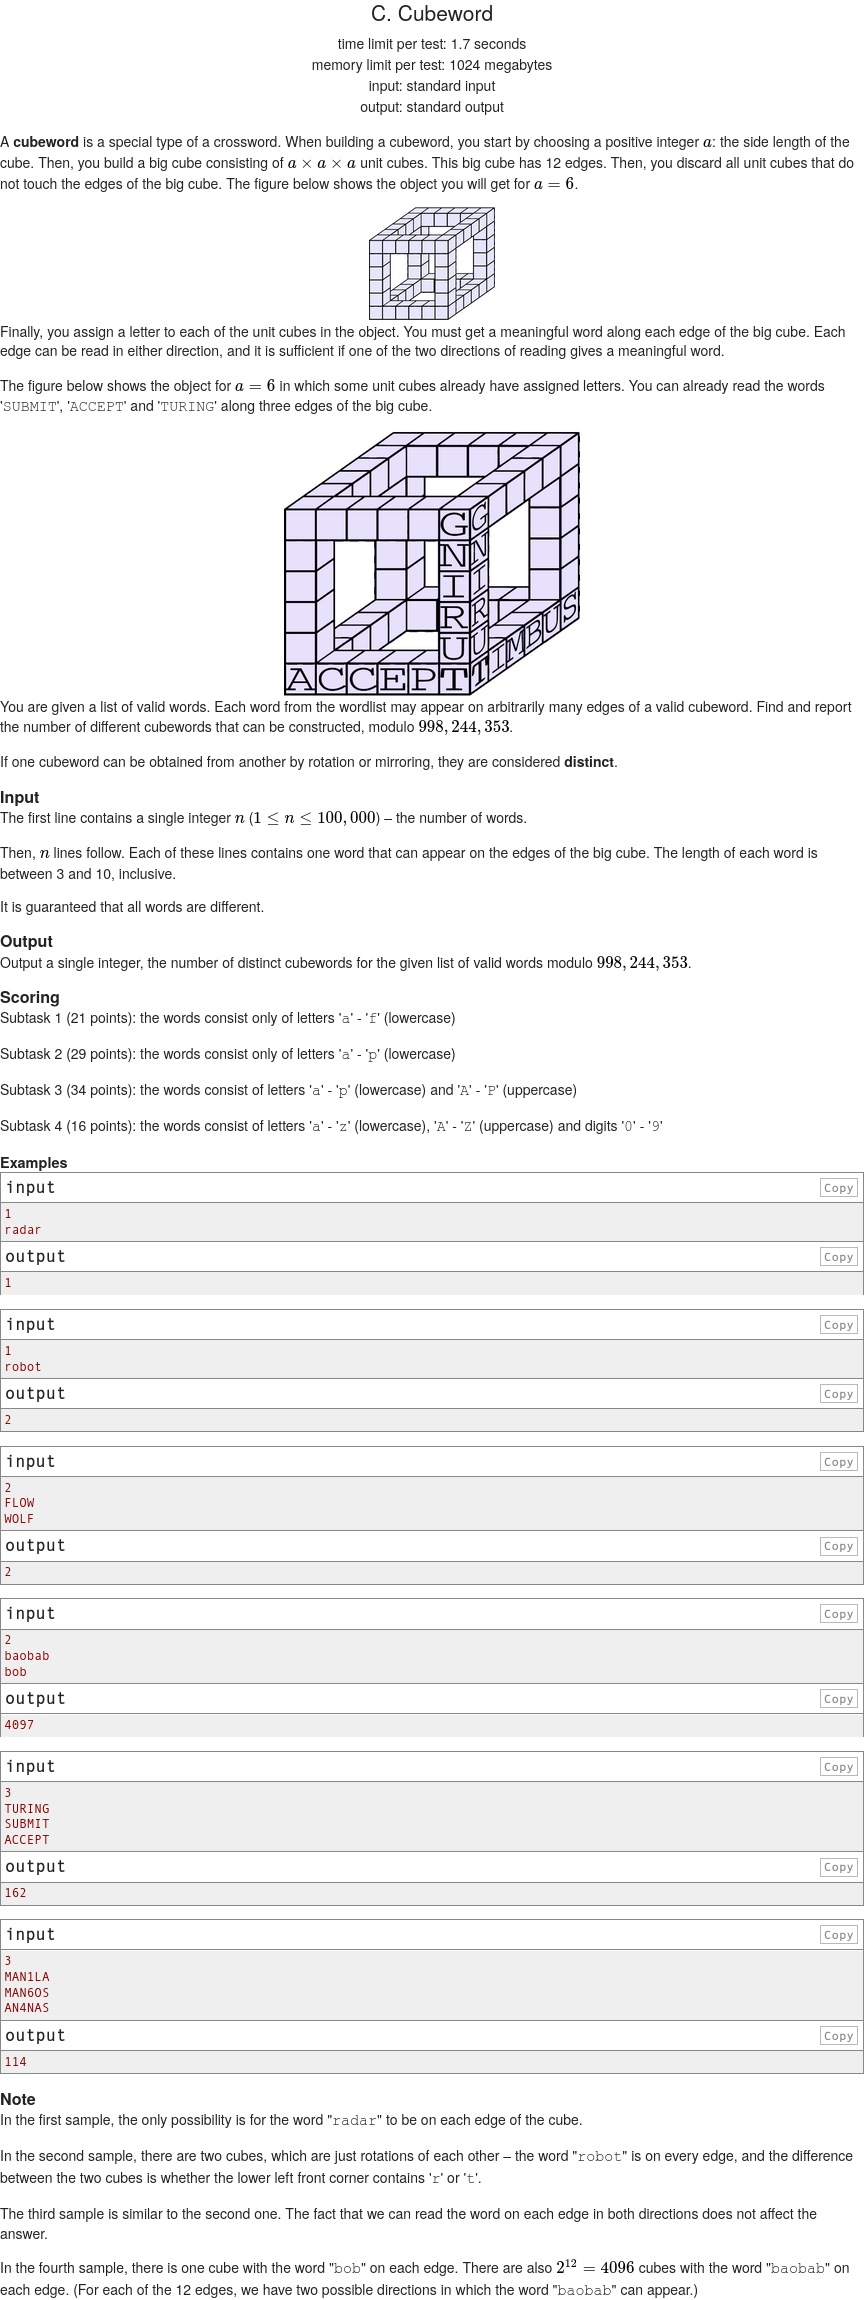 C. Cubeword
time limit per test: 1.7 seconds
memory limit per test: 1024 megabytes
input: standard input
output: standard output
A cubeword is a special type of a crossword. When building a cubeword, you start by choosing a positive integer a: the side length of the
cube. Then, you build a big cube consisting of a × a × a unit cubes. This big cube has 12 edges. Then, you discard all unit cubes that do
not touch the edges of the big cube. The figure below shows the object you will get for a = 6.
Finally, you assign a letter to each of the unit cubes in the object. You must get a meaningful word along each edge of the big cube. Each
edge can be read in either direction, and it is sufficient if one of the two directions of reading gives a meaningful word.
The figure below shows the object for a = 6 in which some unit cubes already have assigned letters. You can already read the words
'SUBMIT', 'ACCEPT' and 'TURING' along three edges of the big cube.
G G
N N
I I
R R
U U
ACCEPT TIMBUS
You are given a list of valid words. Each word from the wordlist may appear on arbitrarily many edges of a valid cubeword. Find and report
the number of different cubewords that can be constructed, modulo 998, 244, 353.
If one cubeword can be obtained from another by rotation or mirroring, they are considered distinct.
Input
The first line contains a single integer n (1 ≤ n ≤ 100, 000) – the number of words.
Then, n lines follow. Each of these lines contains one word that can appear on the edges of the big cube. The length of each word is
between 3 and 10, inclusive.
It is guaranteed that all words are different.
Output
Output a single integer, the number of distinct cubewords for the given list of valid words modulo 998, 244, 353.
Scoring
Subtask 1 (21 points): the words consist only of letters 'a' - 'f' (lowercase)
Subtask 2 (29 points): the words consist only of letters 'a' - 'p' (lowercase)
Subtask 3 (34 points): the words consist of letters 'a' - 'p' (lowercase) and 'A' - 'P' (uppercase)
Subtask 4 (16 points): the words consist of letters 'a' - 'z' (lowercase), 'A' - 'Z' (uppercase) and digits '0' - '9'
Examples
input Copy
1
radar
output Copy
1
input Copy
1
robot
output Copy
2
input Copy
2
FLOW
WOLF
output Copy
2
input Copy
2
baobab
bob
output Copy
4097
input Copy
3
TURING
SUBMIT
ACCEPT
output Copy
162
input Copy
3
MAN1LA
MAN6OS
AN4NAS
output Copy
114
Note
In the first sample, the only possibility is for the word "radar" to be on each edge of the cube.
In the second sample, there are two cubes, which are just rotations of each other – the word "robot" is on every edge, and the difference
between the two cubes is whether the lower left front corner contains 'r' or 't'.
The third sample is similar to the second one. The fact that we can read the word on each edge in both directions does not affect the
answer.
In the fourth sample, there is one cube with the word "bob" on each edge. There are also 2^12 = 4096 cubes with the word "baobab" on
each edge. (For each of the 12 edges, we have two possible directions in which the word "baobab" can appear.)